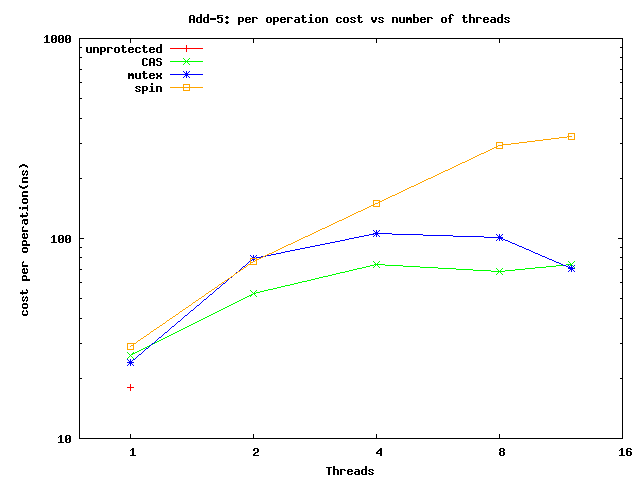 Add-5: per operation cost vs number of threads
1000
unprotected
CAS
mutex
spin
cost per operation(ns)
100
10
1 2 4 8 16
Threads